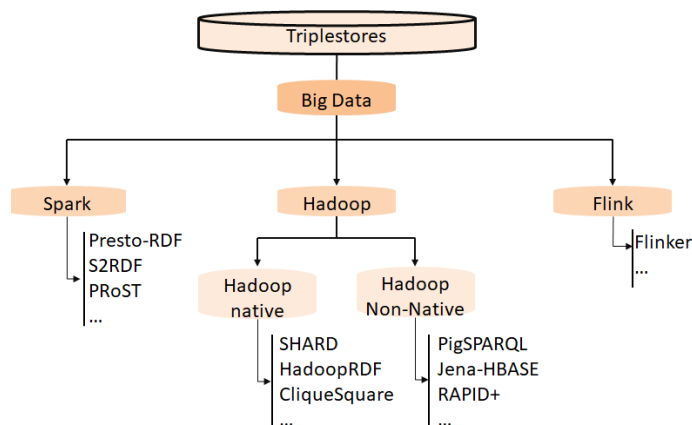 Triplestores
Big Data
Spark
Hadoop
Flink
Presto-RDF
S2RDF
PRoST
...
Flinker
...
Hadoop
native
Hadoop
Non-Native
SHARD
HadoopRDF
CliqueSquare
...
PigSPARQL
Jena-HBASE
RAPID+
...